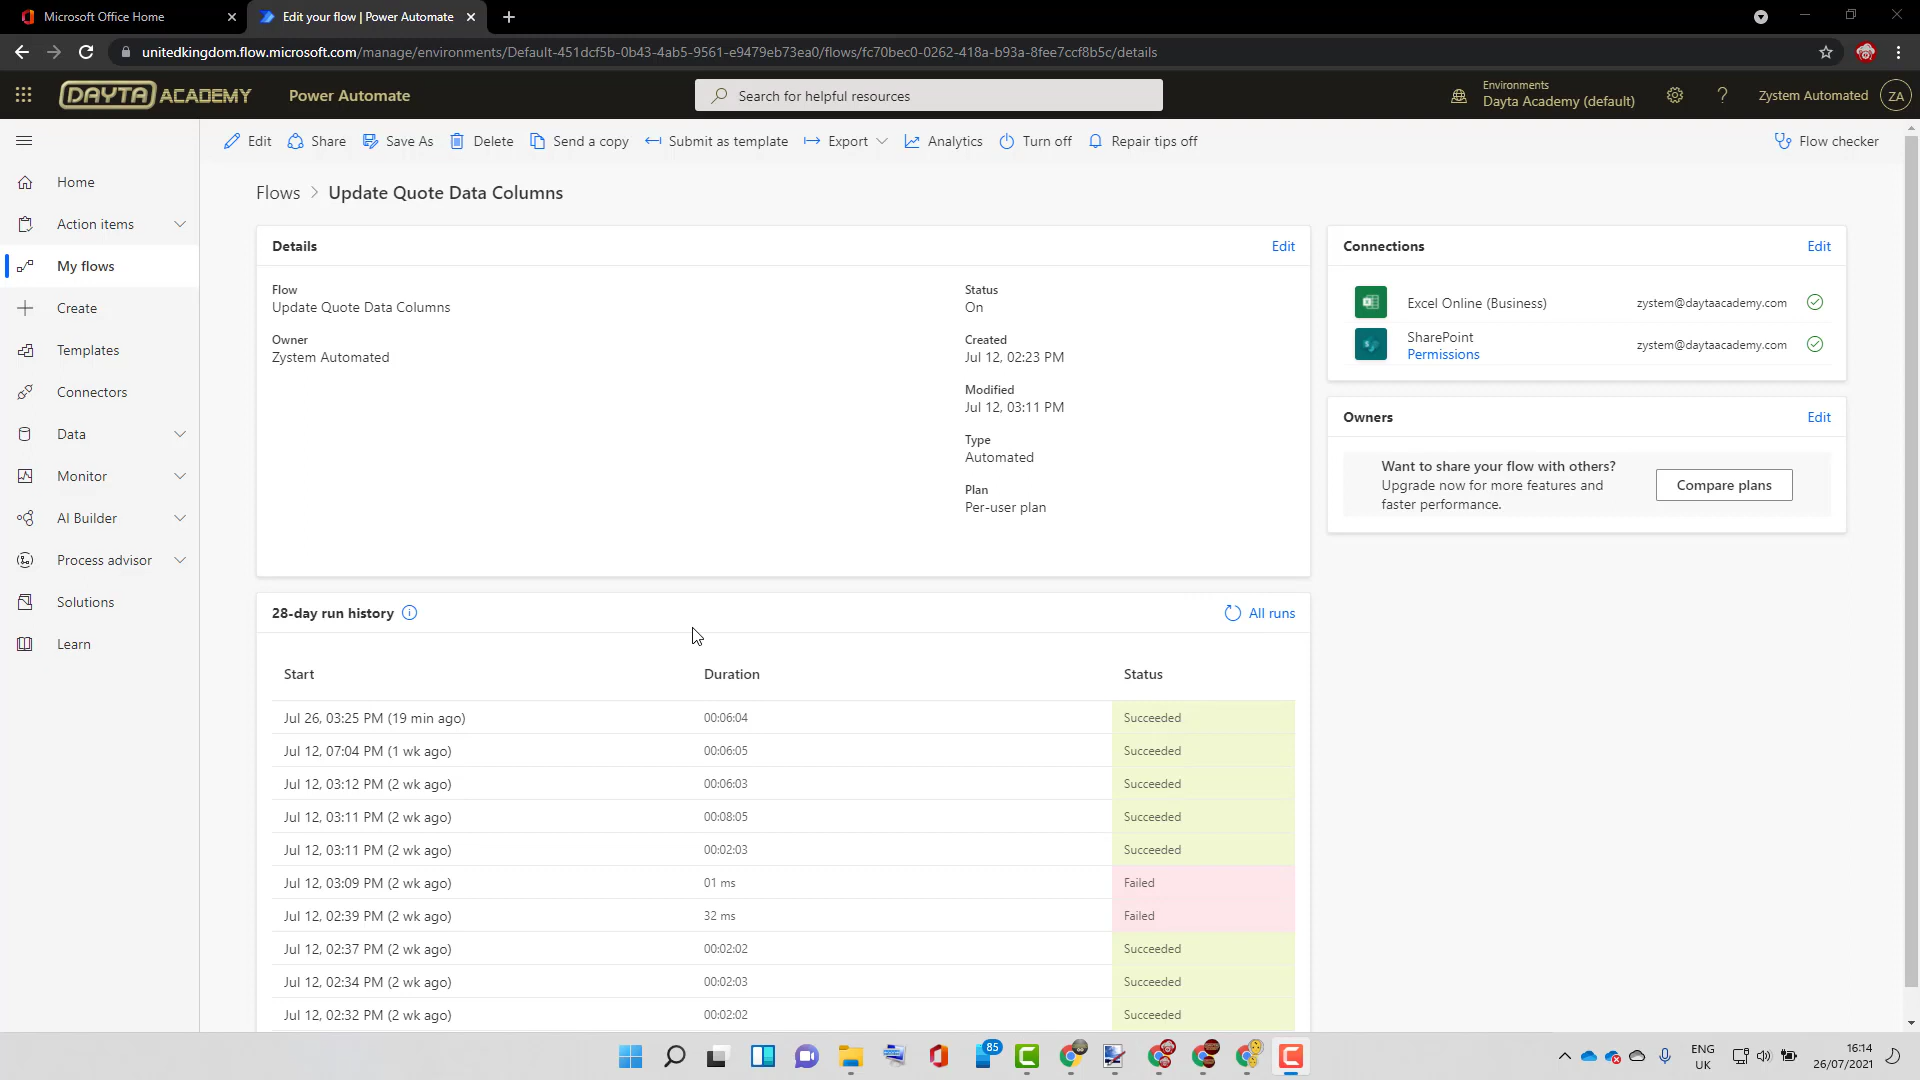 Microsoft Office Home
Edit your flow | Power Automate
unitedkingdom.flow.microsoft.com/manage/environments/Default-451dcf5b-0b43-4ab5-9561-e9479eb73ea0/flows/fc70bec0-0262-418a-b93a-8fee7ccf8b5c/details
DAYTA ACADEMY
Power Automate
Search for helpful resources
Environments
Dayta Academy (default)
?
Zystem Automated
ZA
Edit
Share
Save As
Delete
Send a copy
Submit as template
Export
Analytics
Turn off
Repair tips off
Flow checker
Home
Action items
My flows
Create
Templates
Connectors
Data
Monitor
AI Builder
Process advisor
Solutions
Learn
Flows > Update Quote Data Columns
Details
Edit
Flow
Update Quote Data Columns
Owner
Zystem Automated
Status
On
Created
Jul 12, 02:23 PM
Modified
Jul 12, 03:11 PM
Type
Automated
Plan
Per-user plan
Connections
Edit
Excel Online (Business)
zystem@daytaacademy.com
SharePoint
Permissions
zystem@daytaacademy.com
Owners
Edit
Want to share your flow with others?
Upgrade now for more features and
faster performance.
Compare plans
28-day run history
All runs
Start Duration Status
Jul 26, 03:25 PM (19 min ago) 00:06:04 Succeeded
Jul 12, 07:04 PM (1 wk ago) 00:06:05 Succeeded
Jul 12, 03:12 PM (2 wk ago) 00:06:03 Succeeded
Jul 12, 03:11 PM (2 wk ago) 00:08:05 Succeeded
Jul 12, 03:11 PM (2 wk ago) 00:02:03 Succeeded
Jul 12, 03:09 PM (2 wk ago) 01 ms Failed
Jul 12, 02:39 PM (2 wk ago) 32 ms Failed
Jul 12, 02:37 PM (2 wk ago) 00:02:02 Succeeded
Jul 12, 02:34 PM (2 wk ago) 00:02:03 Succeeded
Jul 12, 02:32 PM (2 wk ago) 00:02:02 Succeeded
85
ENG
UK
16:14
26/07/2021